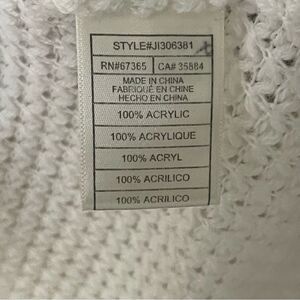 STYLE#JI306381
RN#67365 CA# 35884
MADE IN CHINA
FABRIQUÉ EN CHINE
HECHO EN CHINA
100% ACRYLIC
100% ACRYLIQUE
100% ACRYL
100% ACRILICO
100% ACRILICO